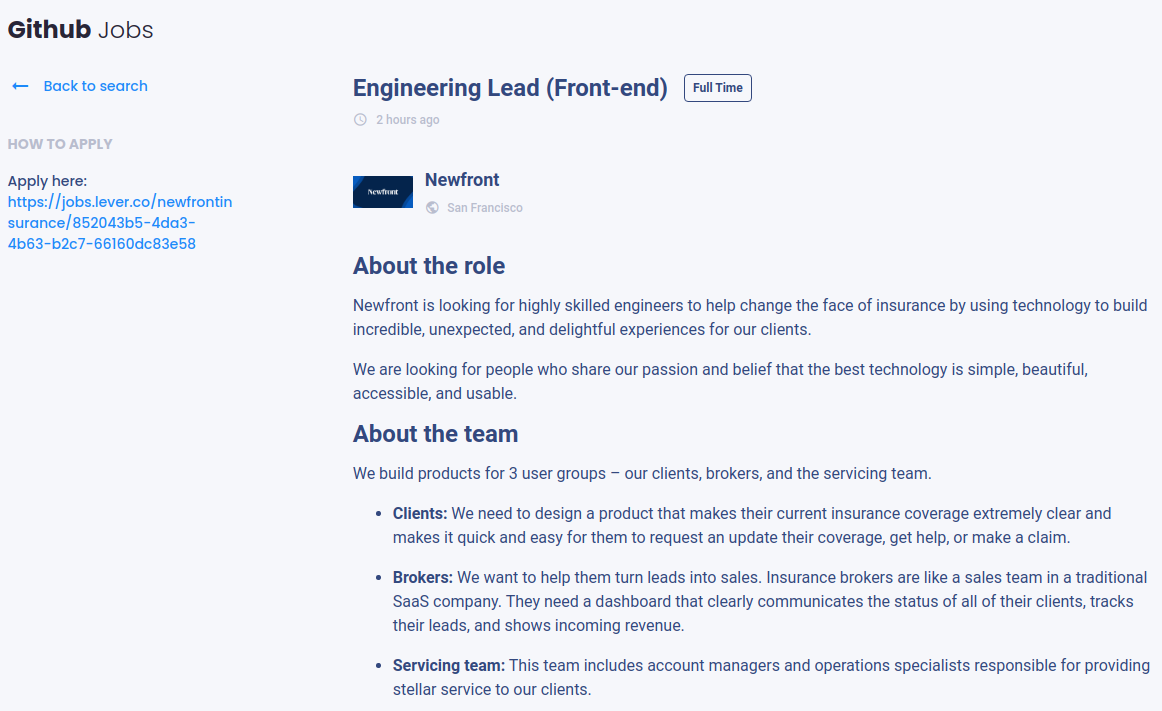 Github Jobs
Back to search
HOW TO APPLY
Apply here:
https://jobs.lever.co/newfrontin
surance/852043b5-4da3-
4b63-b2c7-66160dc83e58
Engineering Lead (Front-end)
Full Time
2 hours ago
Newfront
Newfront
San Francisco
About the role
Newfront is looking for highly skilled engineers to help change the face of insurance by using technology to build
incredible, unexpected, and delightful experiences for our clients.
We are looking for people who share our passion and belief that the best technology is simple, beautiful,
accessible, and usable.
About the team
We build products for 3 user groups – our clients, brokers, and the servicing team.
• Clients: We need to design a product that makes their current insurance coverage extremely clear and
makes it quick and easy for them to request an update their coverage, get help, or make a claim.
• Brokers: We want to help them turn leads into sales. Insurance brokers are like a sales team in a traditional
SaaS company. They need a dashboard that clearly communicates the status of all of their clients, tracks
their leads, and shows incoming revenue.
• Servicing team: This team includes account managers and operations specialists responsible for providing
stellar service to our clients.